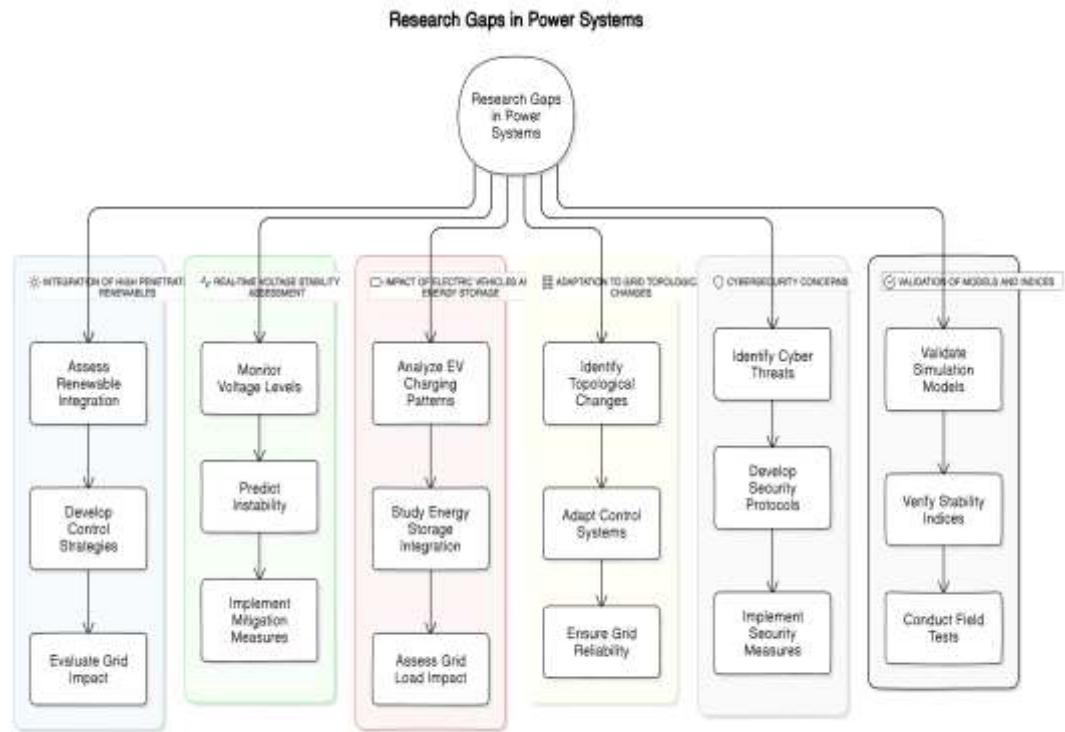 Research Gaps in Power Systems
Research Gaps
in Power
Systems
INTEGRATION OF HIGH PENETRAT
RENEWABLES
REAL-TIME VOLTAGE STABILITY
ASSESSMENT
IMPACT OF ELECTRIC VEHICLES A
ENERGY STORAGE
ADAPTATION TO GRID TOPOLOGIC
CHANGES
CYBERSECURITY CONCERNS
VALIDATION OF MODELS AND INDICES
Assess
Renewable
Integration
Develop
Control
Strategies
Evaluate Grid
Impact
Monitor
Voltage Levels
Predict
Instability
Implement
Mitigation
Measures
Analyze EV
Charging
Patterns
Study Energy
Storage
Integration
Assess Grid
Load Impact
Identify
Topological
Changes
Adapt Control
Systems
Ensure Grid
Reliability
Identify Cyber
Threats
Develop
Security
Protocols
Implement
Security
Measures
Validate
Simulation
Models
Verify Stability
Indices
Conduct Field
Tests